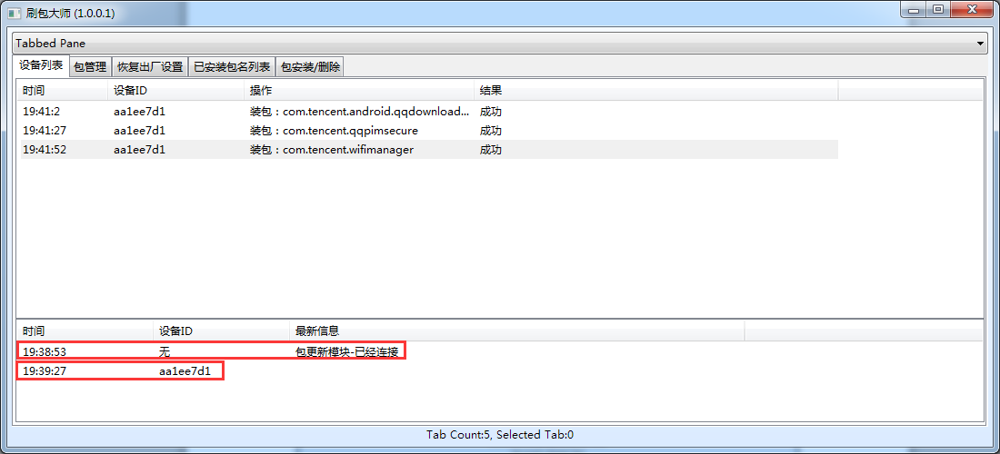 刷包大师 (1.0.0.1)
Tabbed Pane
设备列表 包管理 恢复出厂设置 已安装包名列表 包安装/删除
时间 设备ID 操作 结果
19:41:2 aa1ee7d1 装包：com.tencent.android.qqdownload... 成功
19:41:27 aa1ee7d1 装包：com.tencent.qqpimsecure 成功
19:41:52 aa1ee7d1 装包：com.tencent.wifimanager 成功
时间 设备ID 最新信息
19:38:53 无 包更新模块-已经连接
19:39:27 aa1ee7d1
Tab Count:5, Selected Tab:0